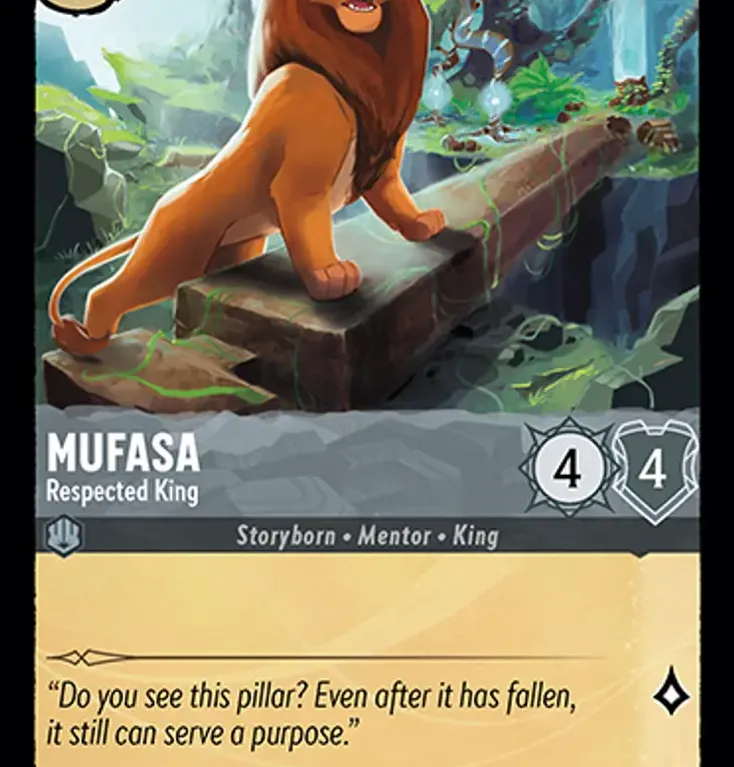 MUFASA
Respected King
4
4
Storyborn • Mentor • King
“Do you see this pillar? Even after it has fallen,
it still can serve a purpose.”